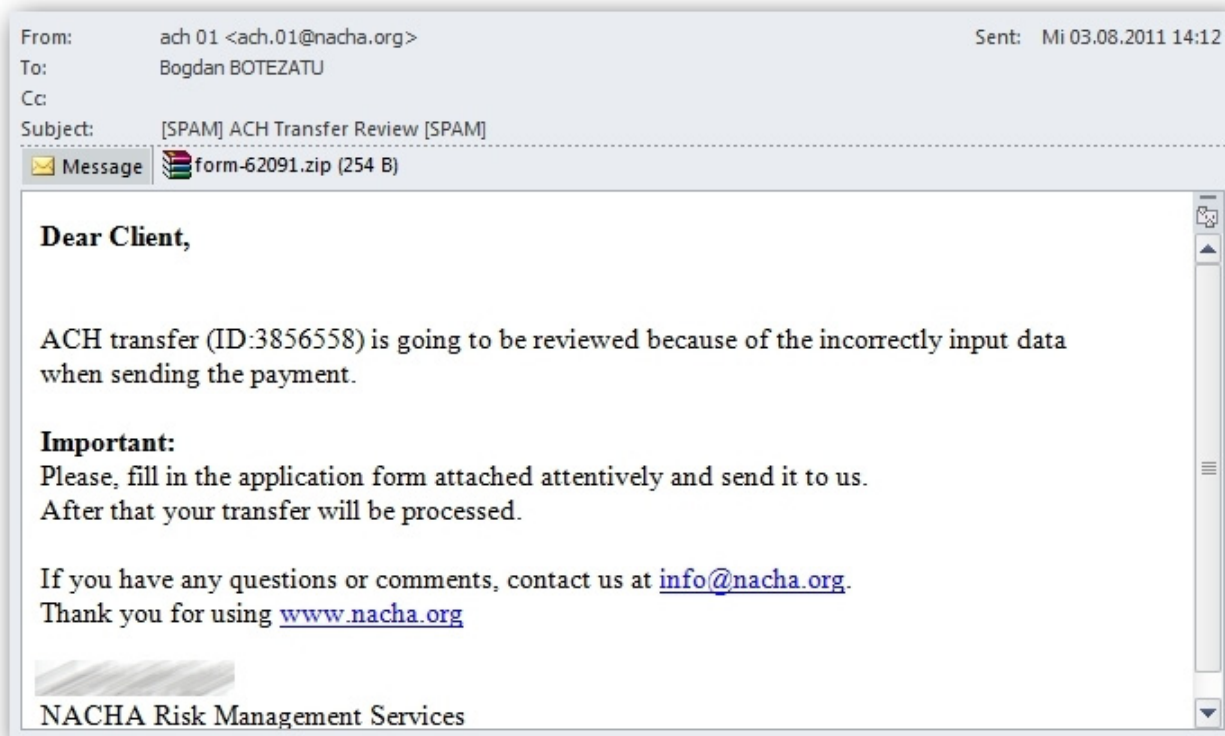 From: ach 01 <ach.01@nacha.org> Sent: Mi 03.08.2011 14:12
To: Bogdan BOTEZATU
Cc:
Subject: [SPAM] ACH Transfer Review [SPAM]
Message form-62091.zip (254 B)
Dear Client,
ACH transfer (ID:3856558) is going to be reviewed because of the incorrectly input data
when sending the payment.
Important:
Please, fill in the application form attached attentively and send it to us.
After that your transfer will be processed.
If you have any questions or comments, contact us at info@nacha.org.
Thank you for using www.nacha.org
NACHA Risk Management Services